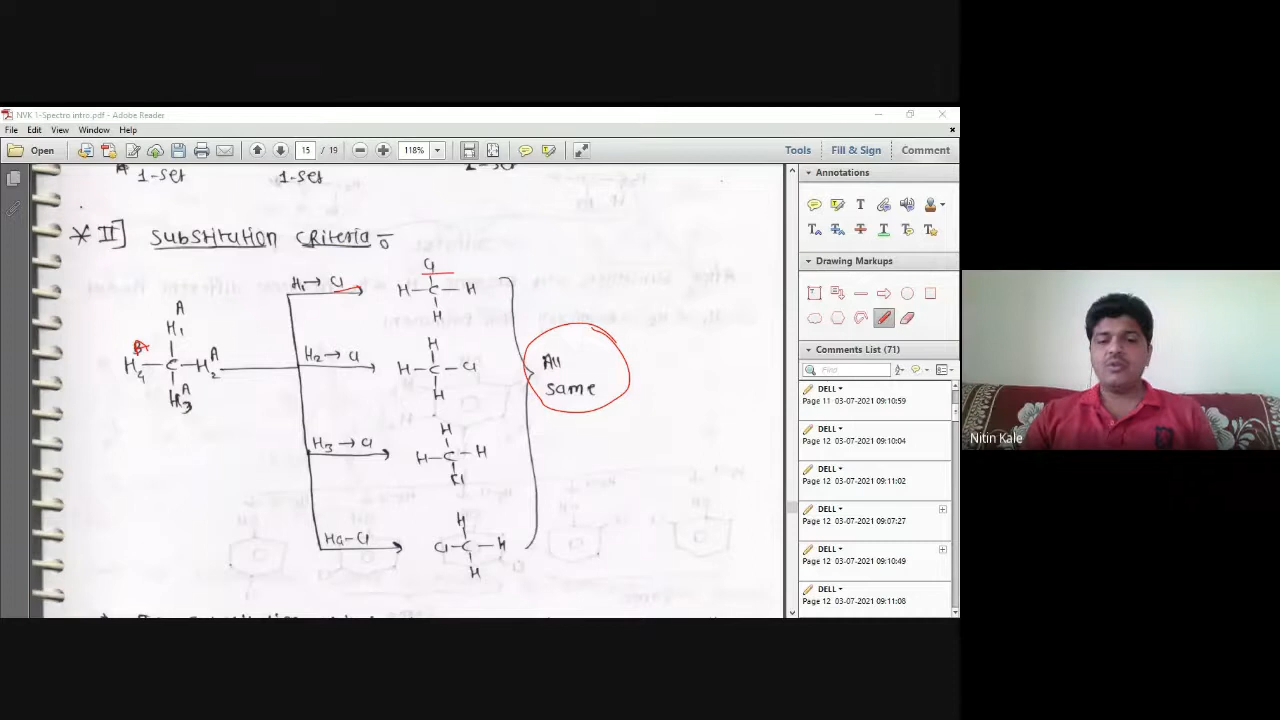 NVK 1-Spectro intro.pdf - Adobe Reader
File Edit View Window Help
Open 15 / 19 118% Tools Fill & Sign Comment
1-set 1-set 1-set
* II] Substitution criteria
H₁→Cl
H₂→Cl
H₃→Cl
H₄-Cl
A
H₁
H₄-C-H₂ A
A
H₃
Cl
H-C-H
H
H
H-C-Cl
H
H
H-C-H
Cl
H
Cl-C-H
H
All
same
Annotations
Drawing Markups
Comments List (71)
Find
DELL
Page 11 03-07-2021 09:10:59
DELL
Page 12 03-07-2021 09:10:04
DELL
Page 12 03-07-2021 09:11:02
DELL
Page 12 03-07-2021 09:07:27
DELL
Page 12 03-07-2021 09:10:49
DELL
Page 12 03-07-2021 09:11:08
Nitin Kale